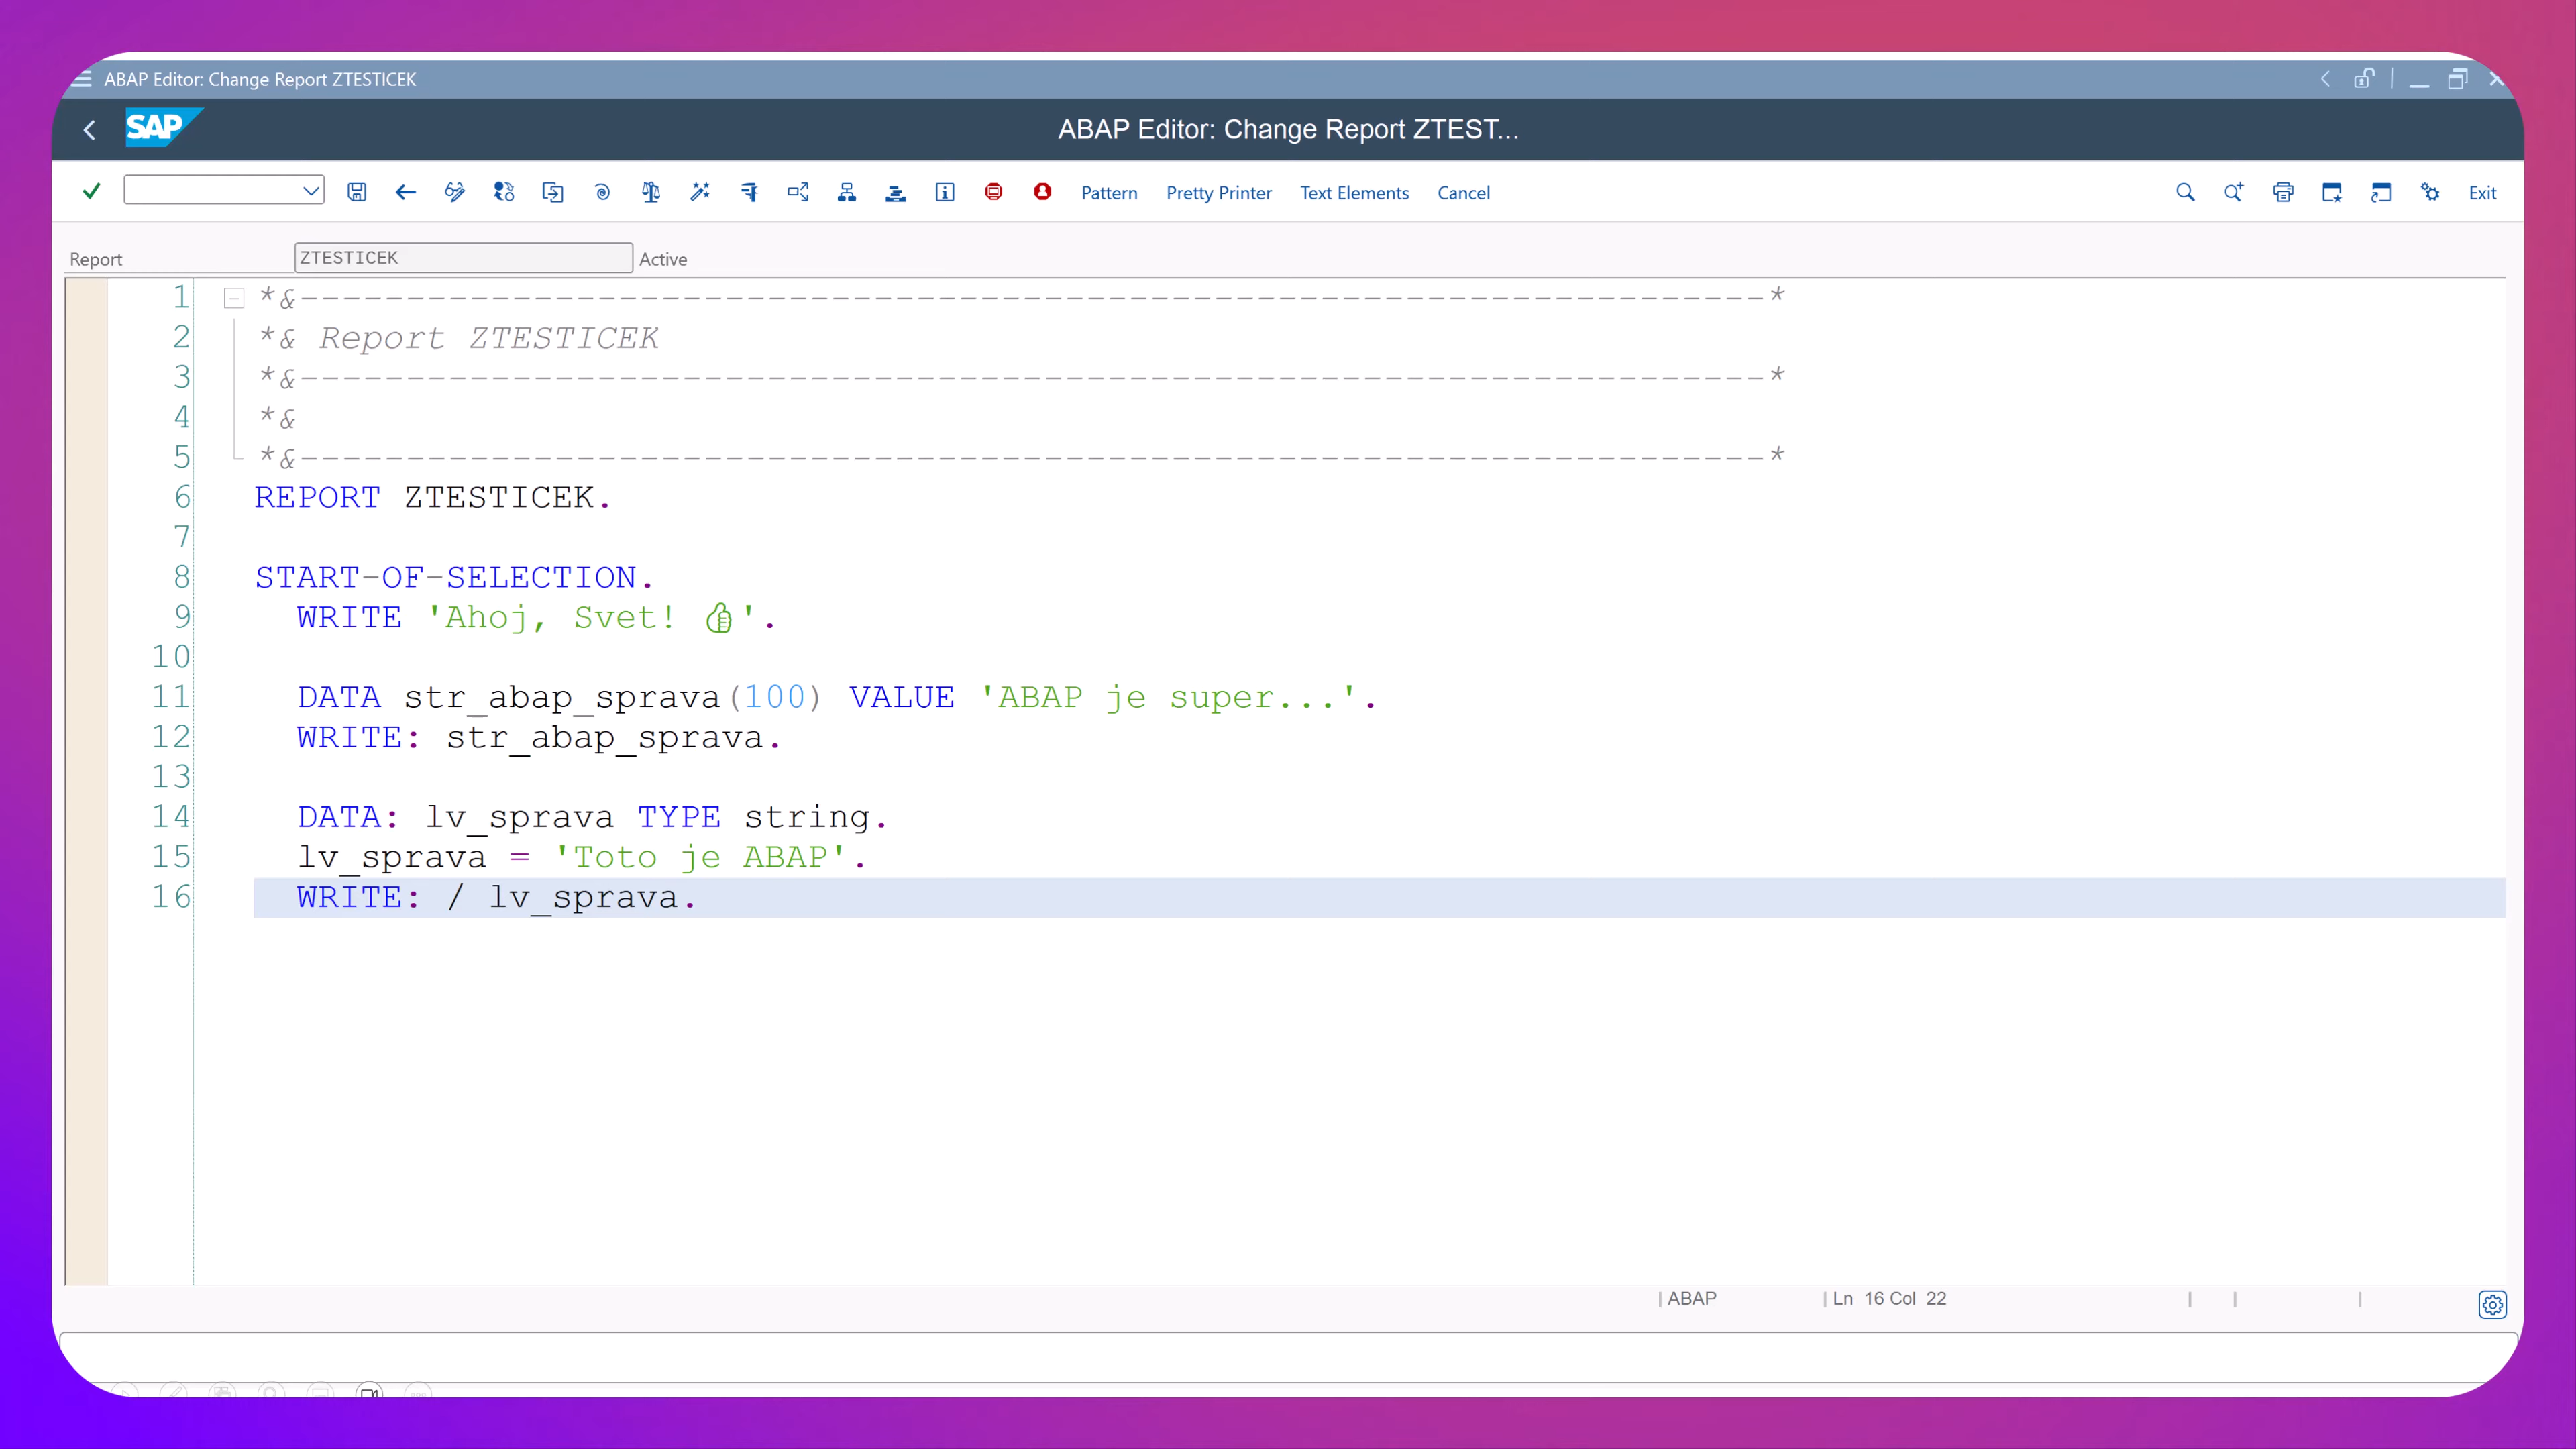 ABAP Editor: Change Report ZTESTICEK
SAP
ABAP Editor: Change Report ZTEST...
Pattern Pretty Printer Text Elements Cancel Exit
Report ZTESTICEK Active
1 *&---------------------------------------------------------------------*
2 *& Report ZTESTICEK
3 *&---------------------------------------------------------------------*
4 *&
5 *&---------------------------------------------------------------------*
6 REPORT ZTESTICEK.
7
8 START-OF-SELECTION.
9 WRITE 'Ahoj, Svet! 👍'.
10
11 DATA str_abap_sprava(100) VALUE 'ABAP je super...'.
12 WRITE: str_abap_sprava.
13
14 DATA: lv_sprava TYPE string.
15 lv_sprava = 'Toto je ABAP'.
16 WRITE: / lv_sprava.
ABAP Ln 16 Col 22